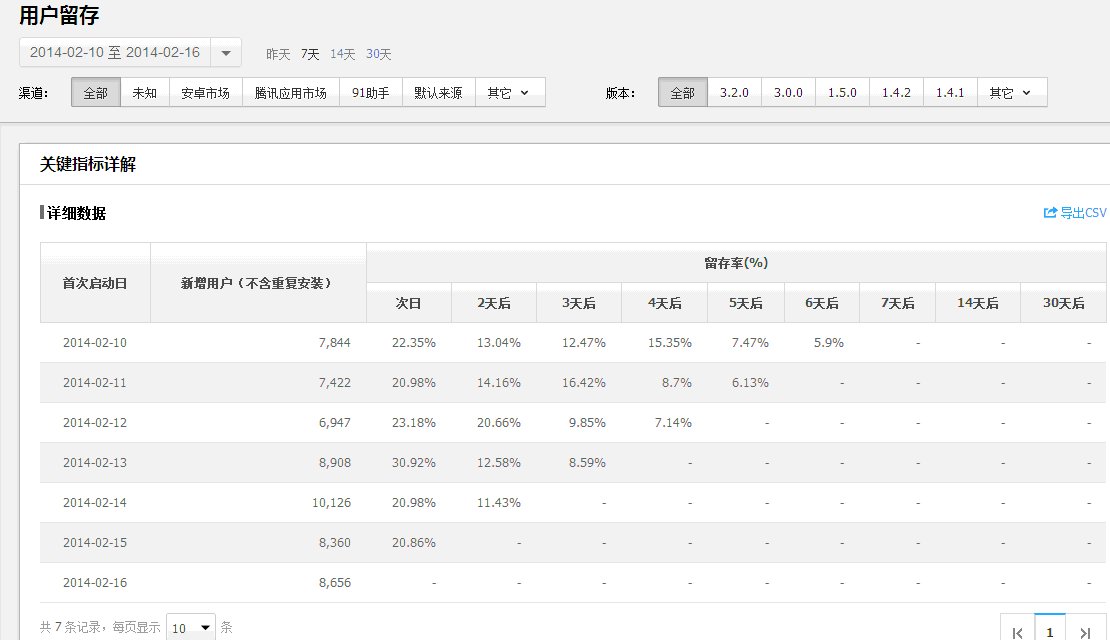 用户留存
2014-02-10 至 2014-02-16 昨天 7天 14天 30天
渠道： 全部 未知 安卓市场 腾讯应用市场 91助手 默认来源 其它 版本： 全部 3.2.0 3.0.0 1.5.0 1.4.2 1.4.1 其它
关键指标详解
详细数据 导出CSV
首次启动日 新增用户（不含重复安装） 留存率(%)
次日 2天后 3天后 4天后 5天后 6天后 7天后 14天后 30天后
2014-02-10 7,844 22.35% 13.04% 12.47% 15.35% 7.47% 5.9% - - -
2014-02-11 7,422 20.98% 14.16% 16.42% 8.7% 6.13% - - - -
2014-02-12 6,947 23.18% 20.66% 9.85% 7.14% - - - - -
2014-02-13 8,908 30.92% 12.58% 8.59% - - - - - -
2014-02-14 10,126 20.98% 11.43% - - - - - - -
2014-02-15 8,360 20.86% - - - - - - - -
2014-02-16 8,656 - - - - - - - - -
共 7 条记录，每页显示 10 条 1